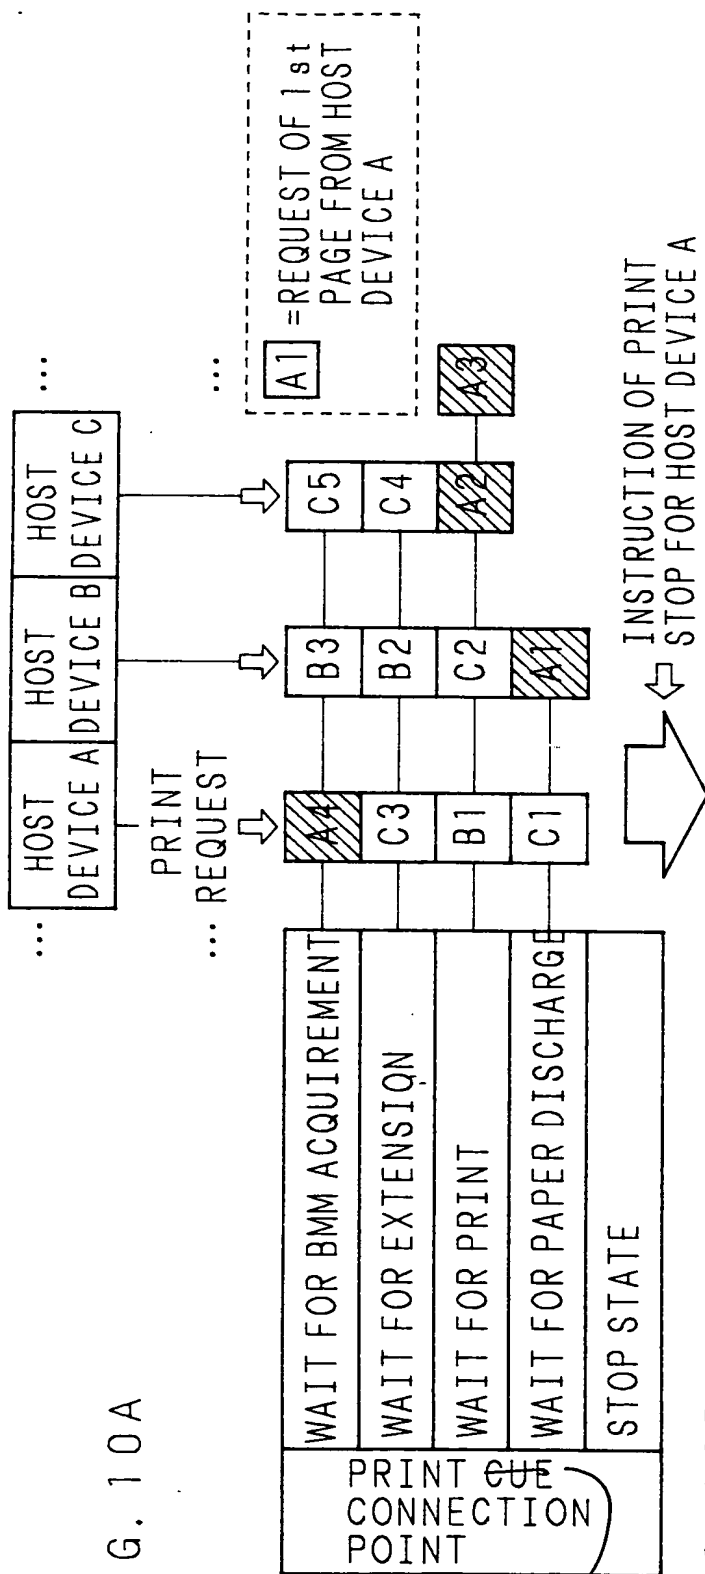 G. 10A
...
HOST
DEVICE A
HOST
DEVICE B
HOST
DEVICE C
...
...
PRINT
REQUEST
...
A1
=REQUEST OF 1st
PAGE FROM HOST
DEVICE A
PRINT CUE
CONNECTION
POINT
WAIT FOR BMM ACQUIREMENT
A4
B3
C5
WAIT FOR EXTENSION
C3
B2
C4
WAIT FOR PRINT
B1
C2
A2
A3
WAIT FOR PAPER DISCHARGE
C1
A1
STOP STATE
INSTRUCTION OF PRINT
STOP FOR HOST DEVICE A